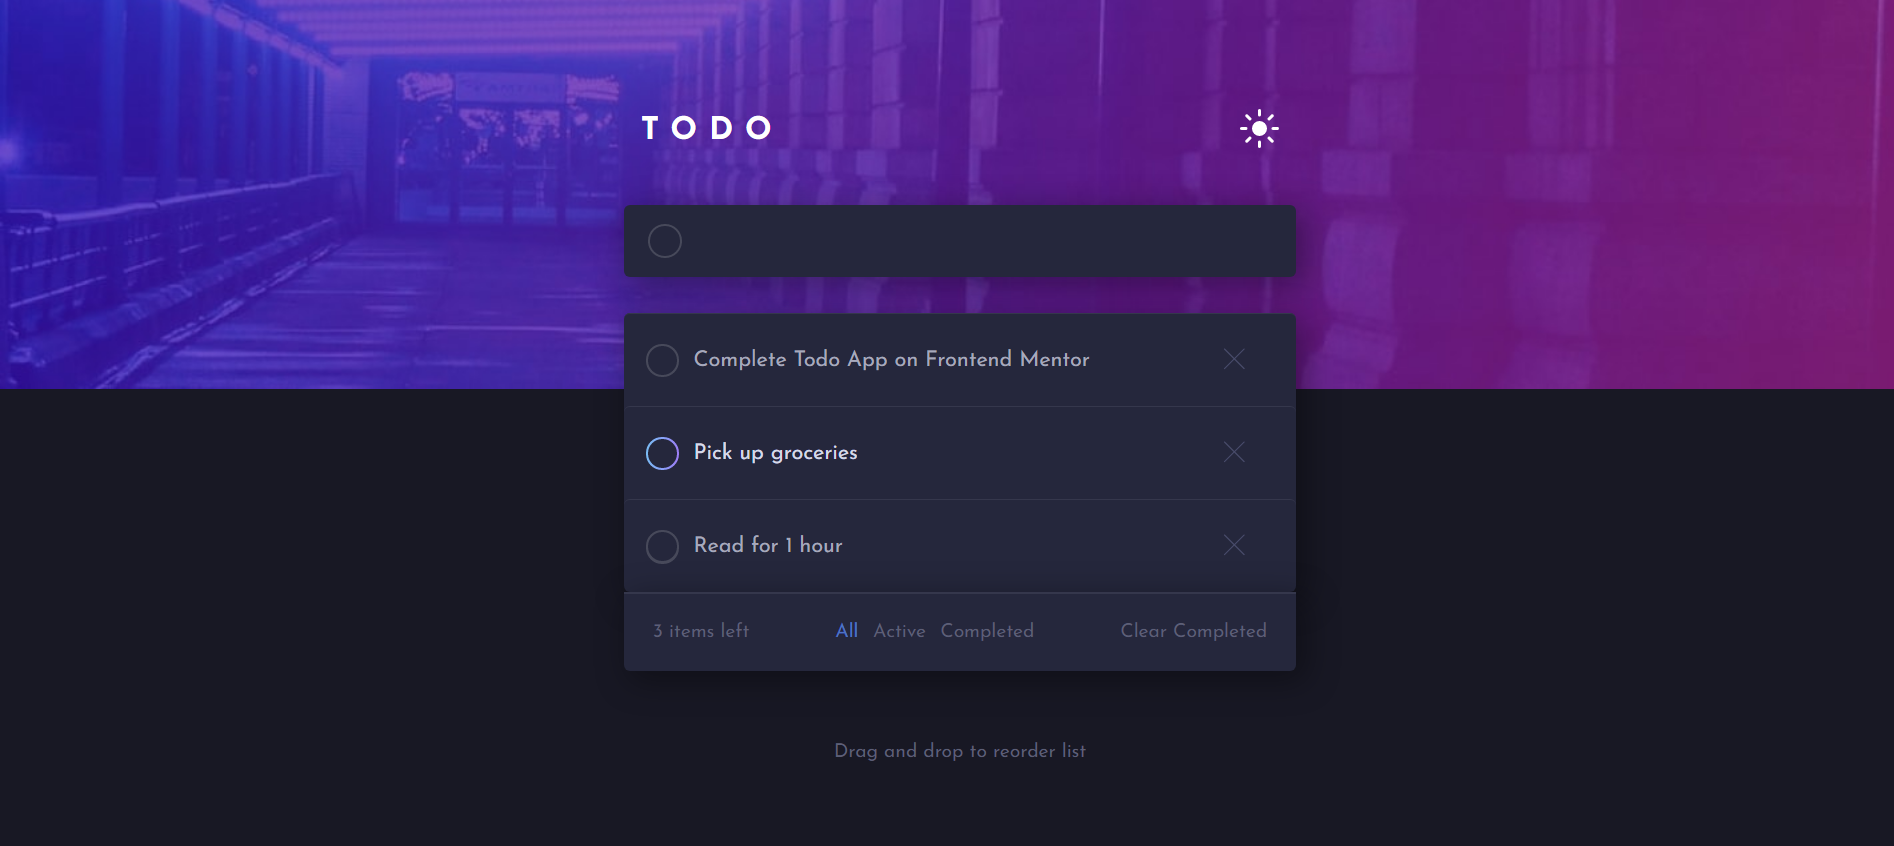 TODO
Complete Todo App on Frontend Mentor
Pick up groceries
Read for 1 hour
3 items left All Active Completed Clear Completed
Drag and drop to reorder list